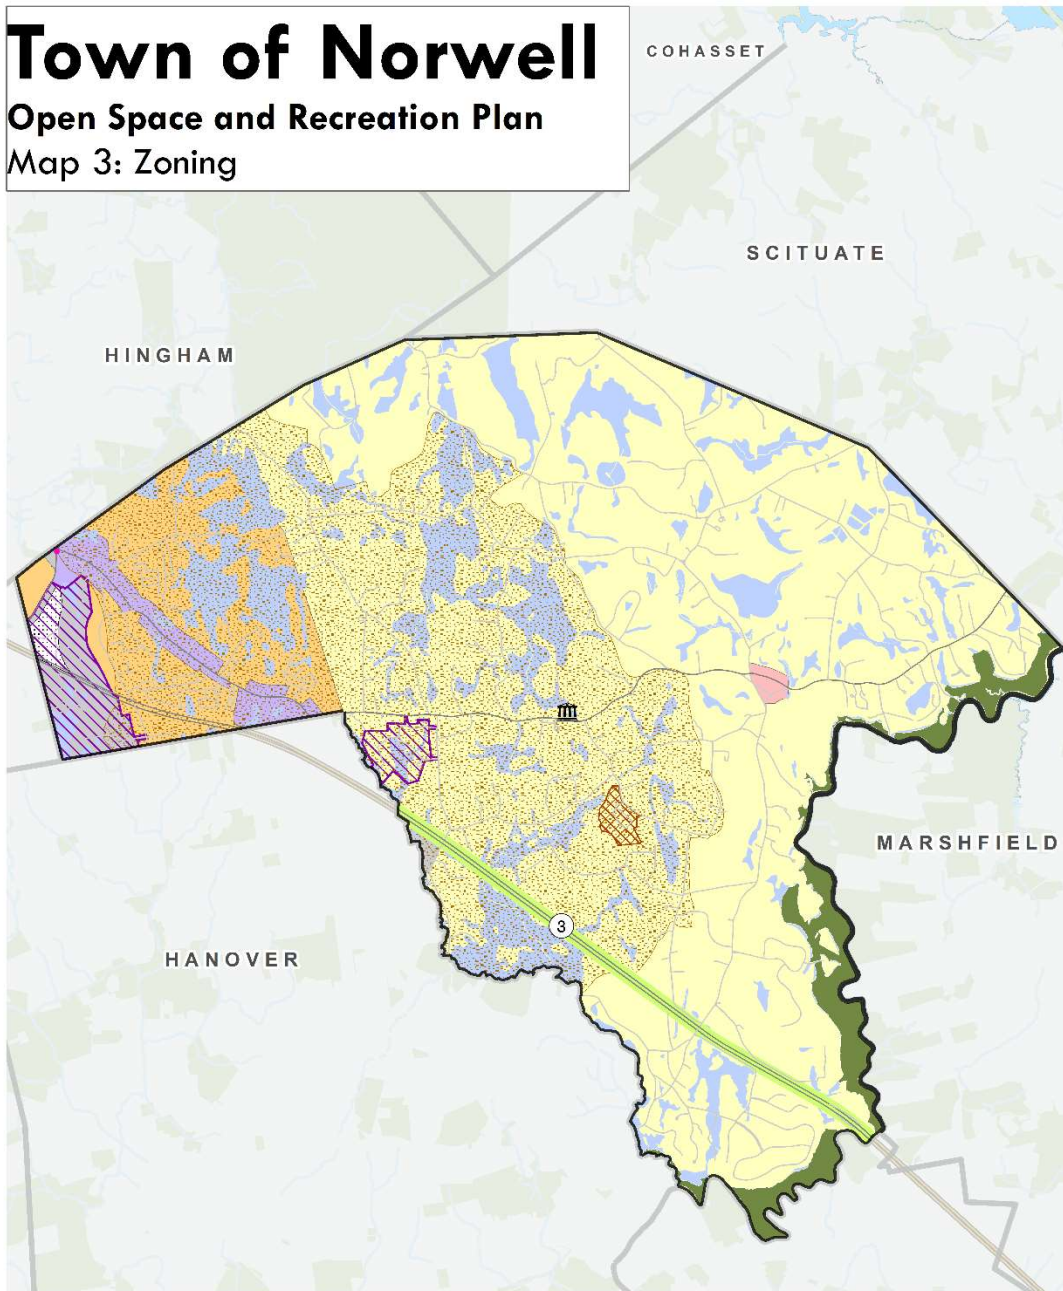 Town of Norwell
Open Space and Recreation Plan
Map 3: Zoning
COHASSET
SCITUATE
HINGHAM
MARSHFIELD
3
HANOVER